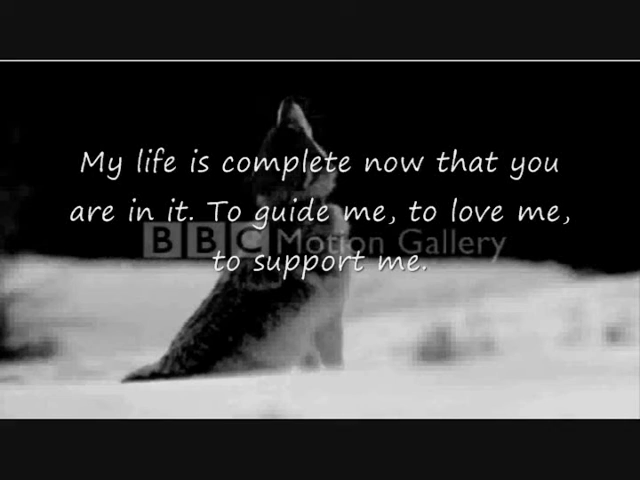 My life is complete now that you
are in it. To guide me, to love me,
BBC Motion Gallery
to support me.